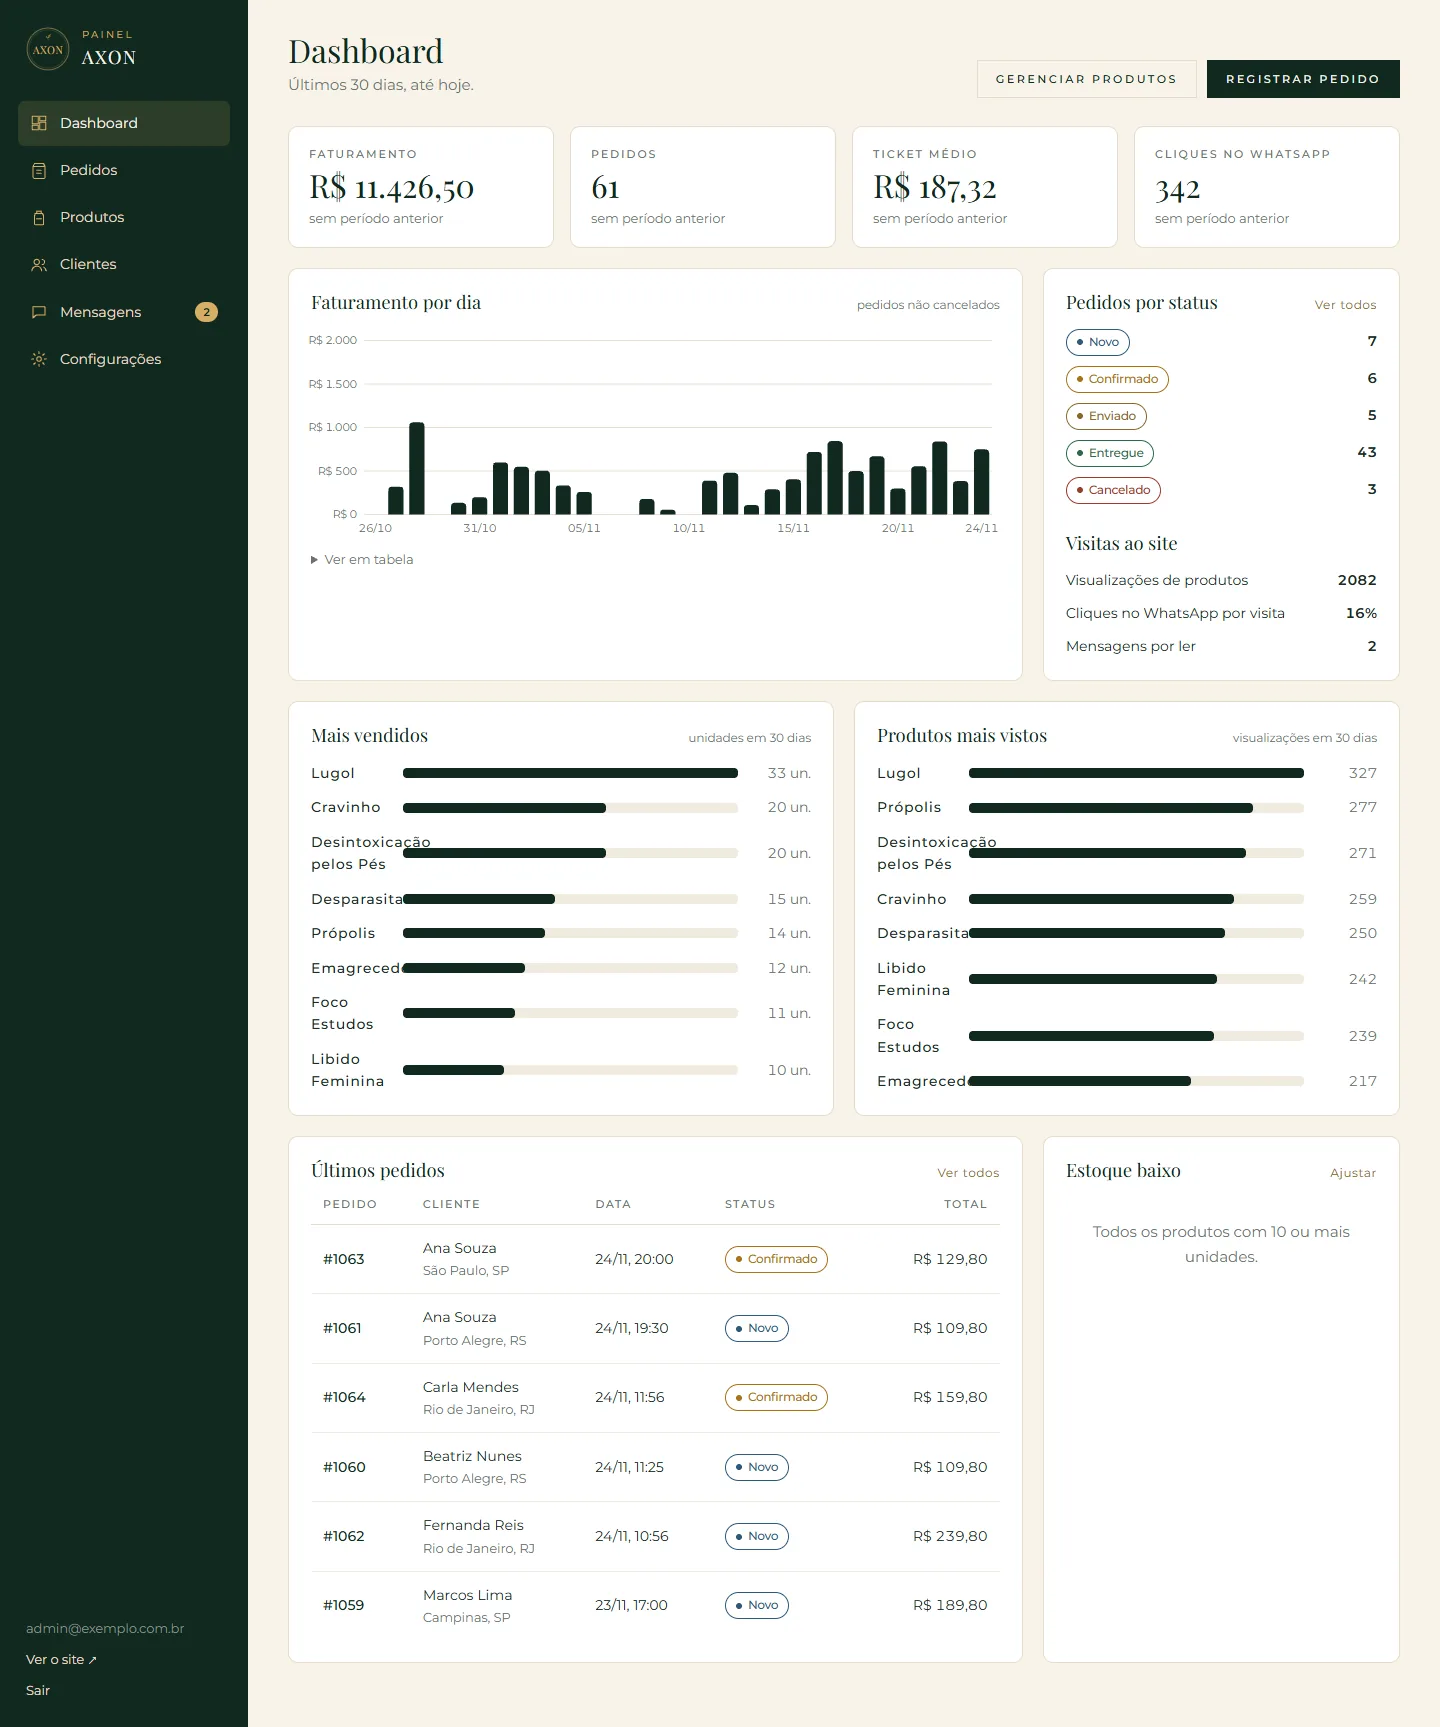 AXON
PAINEL
AXON
Dashboard
Pedidos
Produtos
Clientes
Mensagens 2
Configurações
admin@exemplo.com.br
Ver o site ↗
Sair
Dashboard
Últimos 30 dias, até hoje.
GERENCIAR PRODUTOS
REGISTRAR PEDIDO
FATURAMENTO
R$ 11.426,50
sem período anterior
PEDIDOS
61
sem período anterior
TICKET MÉDIO
R$ 187,32
sem período anterior
CLIQUES NO WHATSAPP
342
sem período anterior
Faturamento por dia
pedidos não cancelados
R$ 2.000
R$ 1.500
R$ 1.000
R$ 500
R$ 0
26/10 31/10 05/11 10/11 15/11 20/11 24/11
▶ Ver em tabela
Pedidos por status
Ver todos
Novo 7
Confirmado 6
Enviado 5
Entregue 43
Cancelado 3
Visitas ao site
Visualizações de produtos 2082
Cliques no WhatsApp por visita 16%
Mensagens por ler 2
Mais vendidos
unidades em 30 dias
Lugol 33 un.
Cravinho 20 un.
Desintoxicação
pelos Pés 20 un.
Desparasita 15 un.
Própolis 14 un.
Emagreced 12 un.
Foco
Estudos 11 un.
Libido
Feminina 10 un.
Produtos mais vistos
visualizações em 30 dias
Lugol 327
Própolis 277
Desintoxicação
pelos Pés 271
Cravinho 259
Desparasita 250
Libido
Feminina 242
Foco
Estudos 239
Emagreced 217
Últimos pedidos
Ver todos
PEDIDO CLIENTE DATA STATUS TOTAL
#1063 Ana Souza 24/11, 20:00 Confirmado R$ 129,80
São Paulo, SP
#1061 Ana Souza 24/11, 19:30 Novo R$ 109,80
Porto Alegre, RS
#1064 Carla Mendes 24/11, 11:56 Confirmado R$ 159,80
Rio de Janeiro, RJ
#1060 Beatriz Nunes 24/11, 11:25 Novo R$ 109,80
Porto Alegre, RS
#1062 Fernanda Reis 24/11, 10:56 Novo R$ 239,80
Rio de Janeiro, RJ
#1059 Marcos Lima 23/11, 17:00 Novo R$ 189,80
Campinas, SP
Estoque baixo
Ajustar
Todos os produtos com 10 ou mais
unidades.